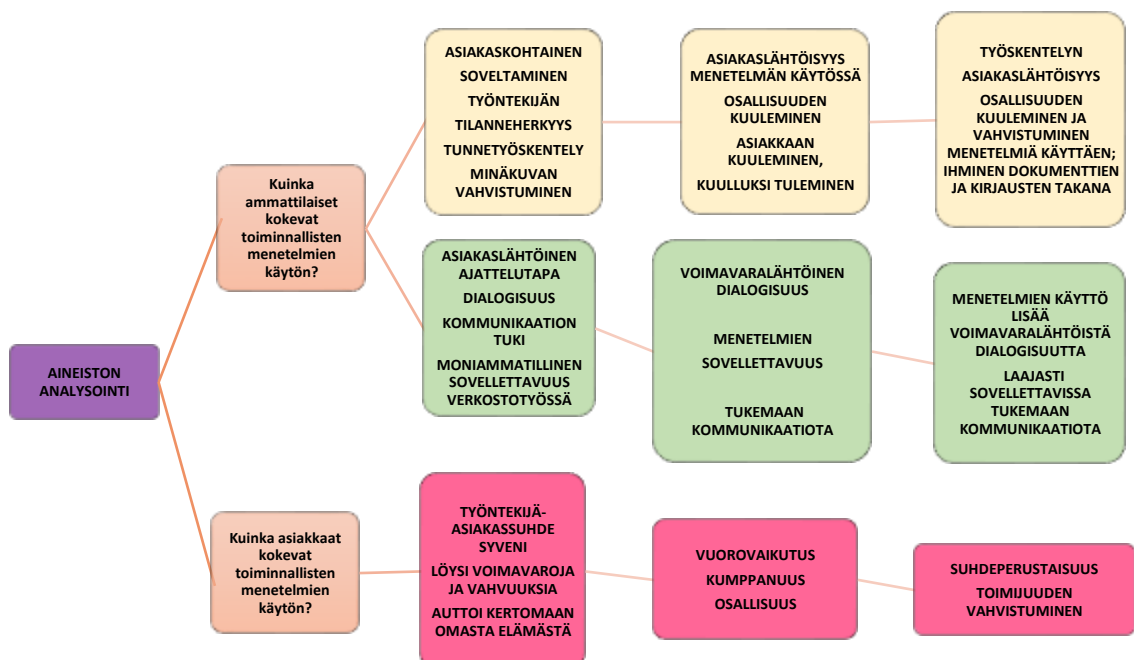 AINEISTON
ANALYSOINTI
Kuinka
ammattilaiset
kokevat
toiminnallisten
menetelmien
käytön?
ASIAKASKOHTAINEN
SOVELTAMINEN
TYÖNTEKIJÄN
TILANNEHERKYYS
TUNNETYÖSKENTELY
MINÄKUVAN
VAHVISTUMINEN
ASIAKASLÄHTÖISYYS
MENETELMÄN KÄYTÖSSÄ
OSALLISUUDEN
KUULEMINEN
ASIAKKAAN
KUULEMINEN,
KUULLUKSI TULEMINEN
TYÖSKENTELYN
ASIAKASLÄHTÖISYYS
OSALLISUUDEN
KUULEMINEN JA
VAHVISTUMINEN
MENETELMIÄ KÄYTTÄEN;
IHMINEN DOKUMENTTIEN
JA KIRJAUSTEN TAKANA
ASIAKASLÄHTÖINEN
AJATTELUTAPA
DIALOGISUUS
KOMMUNIKAATION
TUKI
MONIAMMATILLINEN
SOVELLETTAVUUS
VERKOSTOTYÖSSÄ
VOIMAVARALÄHTÖINEN
DIALOGISUUS
MENETELMIEN
SOVELLETTAVUUS
TUKEMAAN
KOMMUNIKAATIOTA
MENETELMIEN KÄYTTÖ
LISÄÄ
VOIMAVARALÄHTÖISTÄ
DIALOGISUUTTA
LAAJASTI
SOVELLETTAVISSA
TUKEMAAN
KOMMUNIKAATIOTA
Kuinka asiakkaat
kokevat
toiminnallisten
menetelmien
käytön?
TYÖNTEKIJÄ-
ASIAKASSUHDE
SYVENI
LÖYSI VOIMAVAROJA
JA VAHVUUKSIA
AUTTOI KERTOMAAN
OMASTA ELÄMÄSTÄ
VUOROVAIKUTUS
KUMPPANUUS
OSALLISUUS
SUHDEPERUSTAISUUS
TOIMIJUUDEN
VAHVISTUMINEN